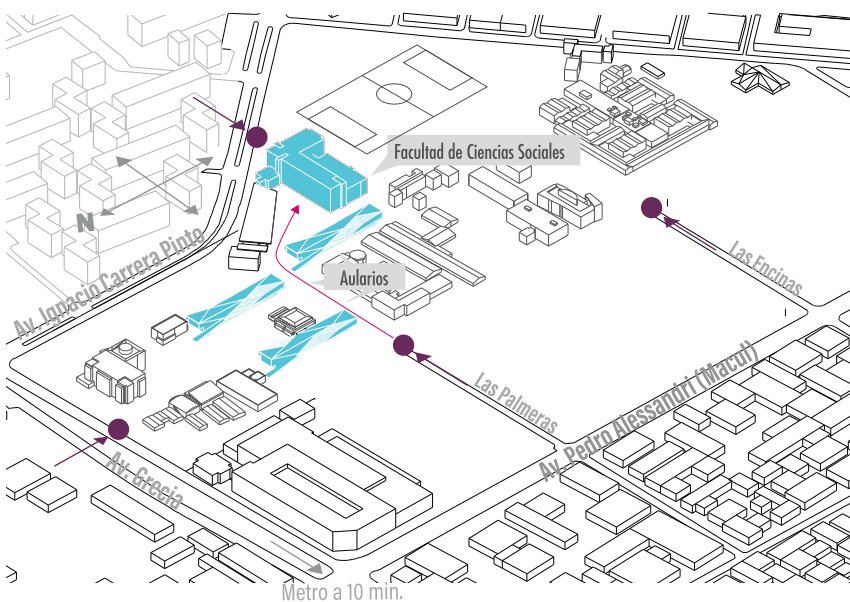 Facultad de Ciencias Sociales
N
Las Encinas
Av. Ignacio Carrera Pinto
Aularios
Las Palmeras
Av. Pedro Alessandri (Macul)
Av. Grecia
Metro a 10 min.